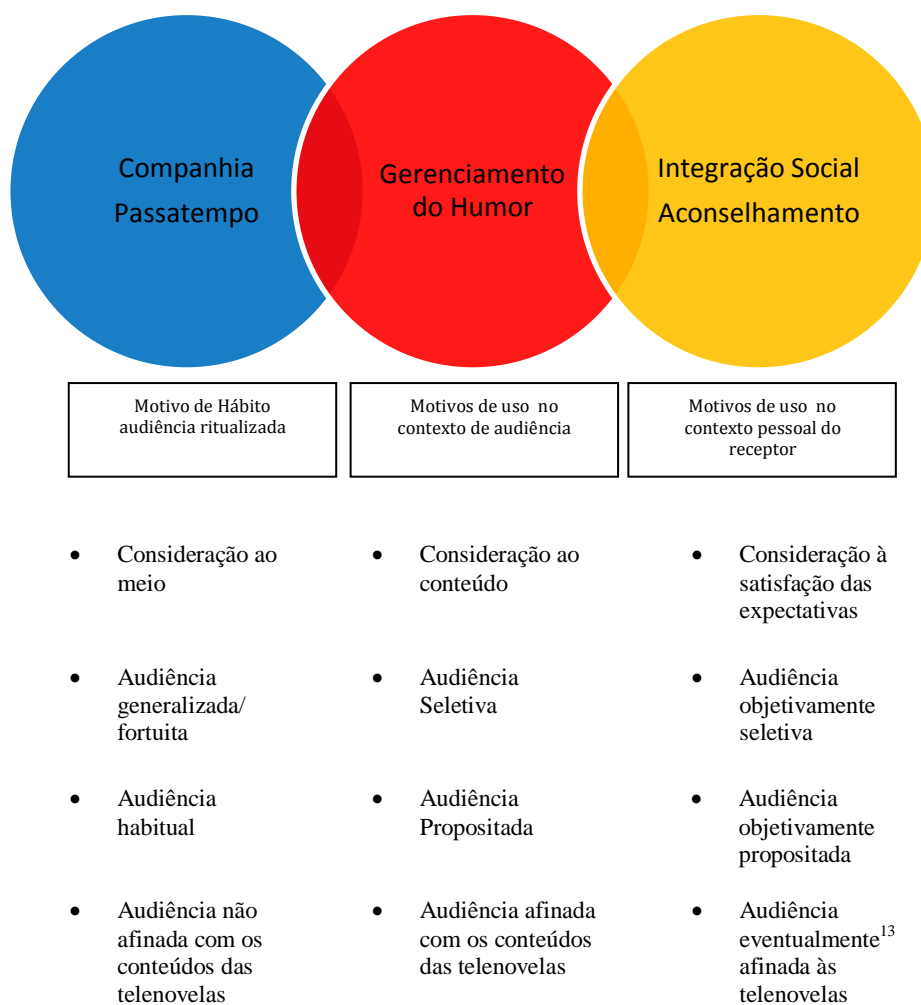 Companhia
Passatempo
Gerenciamento
do Humor
Integração Social
Aconselhamento
Motivo de Hábito
audiência ritualizada
Motivos de uso no
contexto de audiência
Motivos de uso no
contexto pessoal do
receptor
• Consideração ao
meio
• Audiência
generalizada/
fortuita
• Audiência
habitual
• Audiência não
afinada com os
conteúdos das
telenovelas
• Consideração ao
conteúdo
• Audiência
Seletiva
• Audiência
Propositada
• Audiência afinada
com os conteúdos
das telenovelas
• Consideração à
satisfação das
expectativas
• Audiência
objetivamente
seletiva
• Audiência
objetivamente
propositada
• Audiência
eventualmente¹³
afinada às
telenovelas